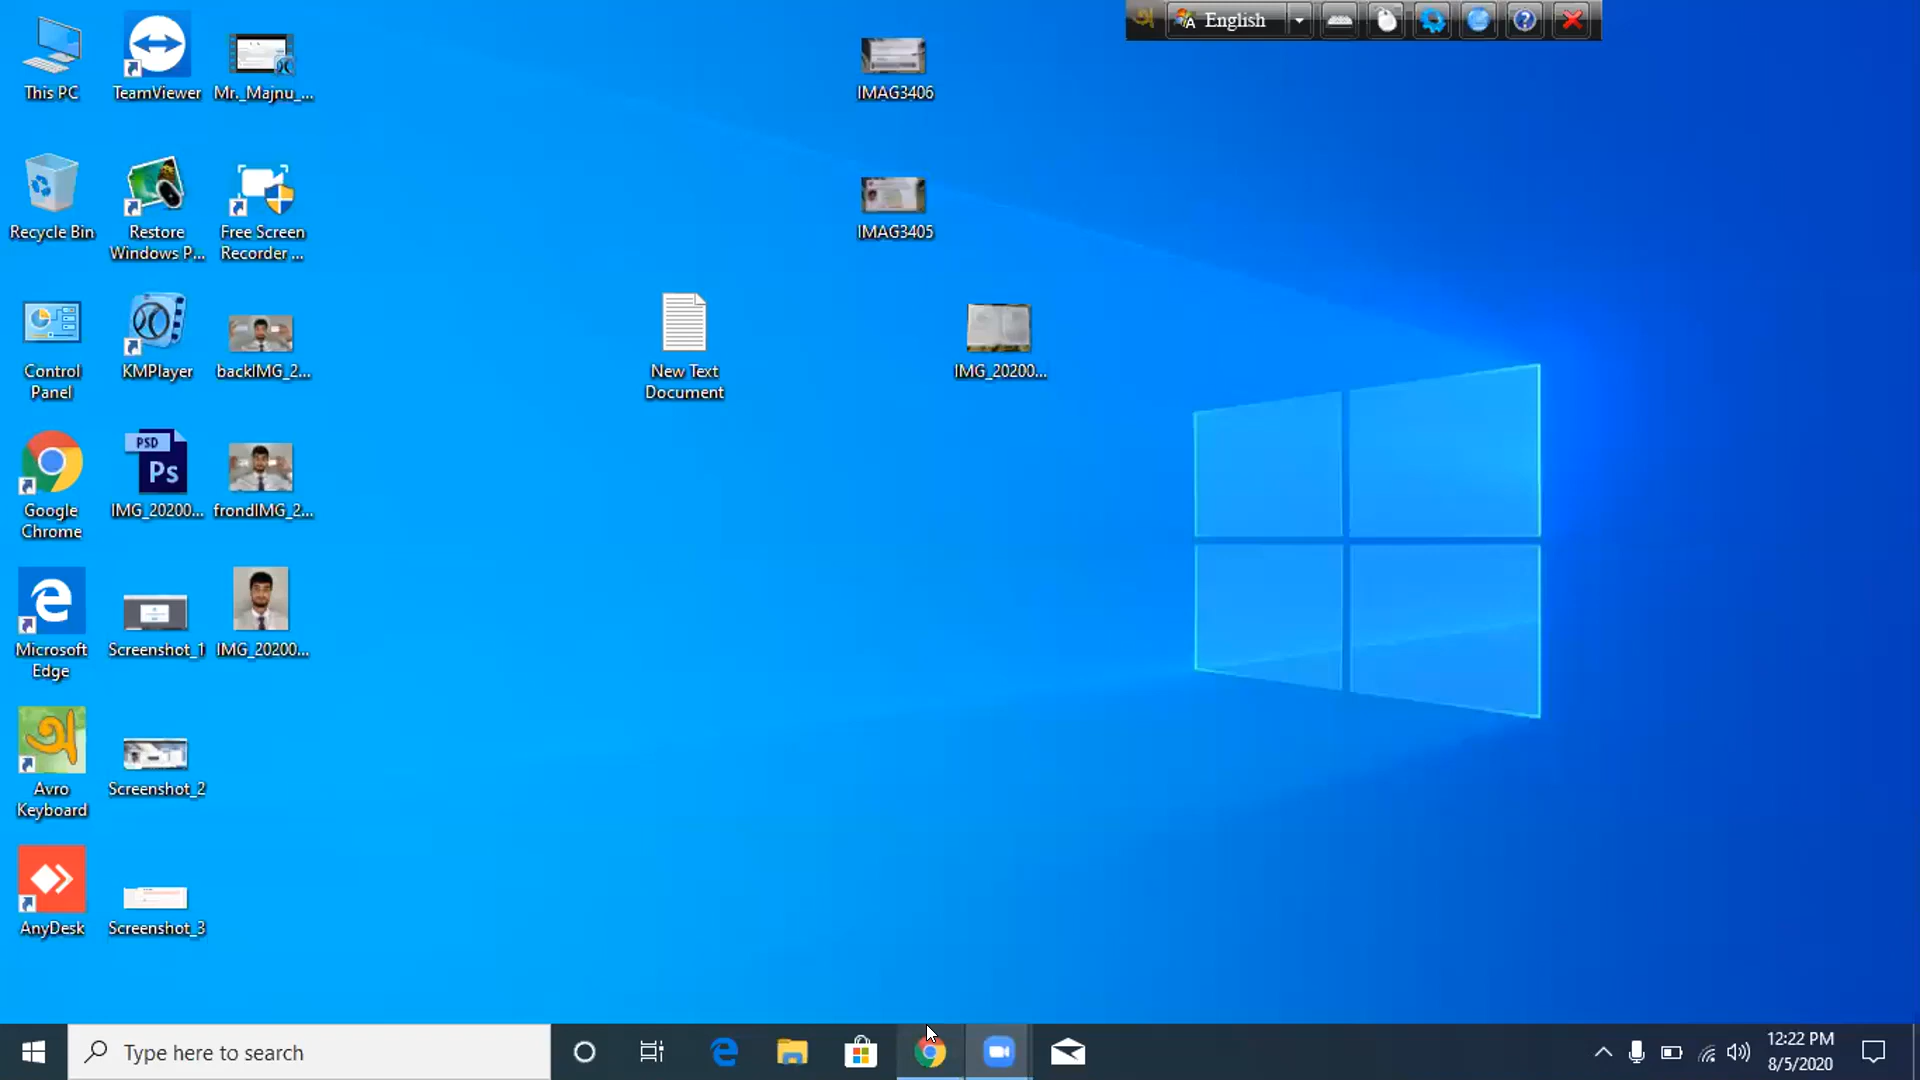 English
This PC
TeamViewer
Mr._Majnu_...
IMAG3406
Recycle Bin
Restore
Windows P...
Free Screen
Recorder ...
IMAG3405
Control
Panel
KMPlayer
backIMG_2...
New Text
Document
IMG_20200...
PSD
Ps
Google
Chrome
IMG_20200...
frondIMG_2...
Microsoft
Edge
Screenshot_1
IMG_20200...
অ
Avro
Keyboard
Screenshot_2
AnyDesk
Screenshot_3
Type here to search
12:22 PM
8/5/2020